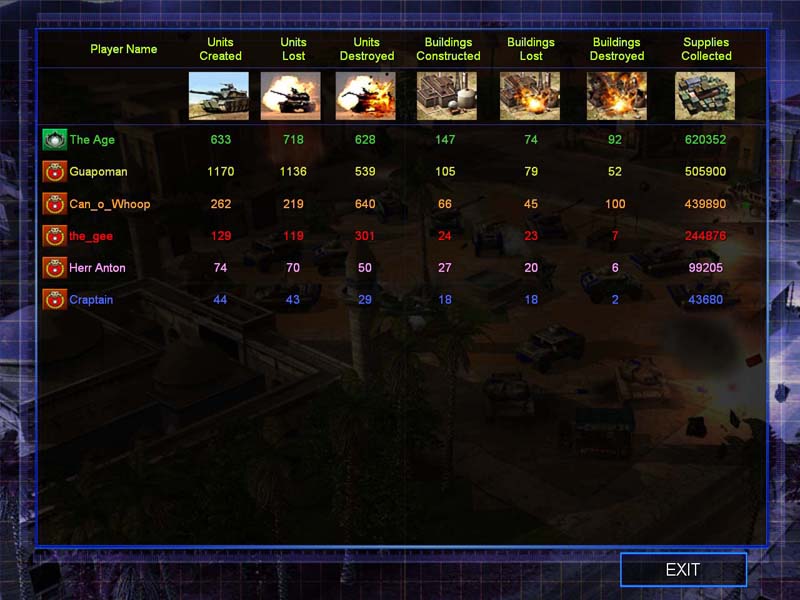 Player Name Units Created Units Lost Units Destroyed Buildings Constructed Buildings Lost Buildings Destroyed Supplies Collected
The Age 633 718 628 147 74 92 620352
Guapoman 1170 1136 539 105 79 52 505900
Can_o_Whoop 262 219 640 66 45 100 439890
the_gee 129 119 301 24 23 7 244876
Herr Anton 74 70 50 27 20 6 99205
Craptain 44 43 29 18 18 2 43680
EXIT